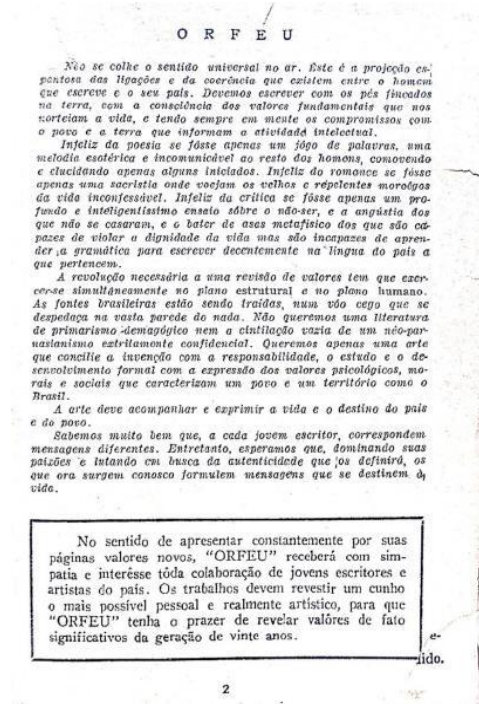 O R F E U
Não se colhe o sentido universal no ar. Êste é a projeção es-
pantosa das ligações e da coerência que existem entre o homem
que escreve e o seu país. Devemos escrever com os pés fincados
na terra, com a consciência dos valores fundamentais que nos
norteiam a vida, e tendo sempre em mente os compromissos com
o povo e a terra que informam a atividade intelectual.
Infeliz da poesia se fôsse apenas um jôgo de palavras, uma
melodia esotérica e incomunicável ao resto dos homens, comovendo
e elucidando apenas alguns iniciados. Infeliz do romance se fôsse
apenas uma sacristia onde voejam os velhos e repelentes morcêgos
da vida inconfessável. Infeliz da crítica se fôsse apenas um pro-
fundo e inteligentíssimo ensaio sôbre o não-ser, e a angústia dos
que não se casaram, e o bater de asas metafísico dos que são ca-
pazes de violar a dignidade da vida mas são incapazes de apren-
der a gramática para escrever decentemente na língua do país a
que pertencem.
A revolução necessária a uma revisão de valores tem que exer-
cer-se simultâneamente no plano estrutural e no plano humano.
As fontes brasileiras estão sendo traídas, num vôo cego que se
despedaça na vasta parede do nada. Não queremos uma literatura
de primarismo demagógico nem a cintilação vazia de um néo-par-
nasianismo extritamente confidencial. Queremos apenas uma arte
que concilie a invenção com a responsabilidade, o estudo e o de-
senvolvimento formal com a expressão dos valores psicológicos, mo-
rais e sociais que caracterizam um povo e um território como o
Brasil.
A arte deve acompanhar e exprimir a vida e o destino do país
e do povo.
Sabemos muito bem que, a cada jovem escritor, correspondem
mensagens diferentes. Entretanto, esperamos que, dominando suas
paixões e lutando em busca da autenticidade que os definirá, os
que ora surgem conosco formulem mensagens que se destinem à
vida.
No sentido de apresentar constantemente por suas
páginas valores novos, "ORFEU" receberá com sim-
patia e interêsse tôda colaboração de jovens escritores e
artistas do país. Os trabalhos devem revestir um cunho
o mais possível pessoal e realmente artístico, para que
"ORFEU" tenha o prazer de revelar valôres de fato
significativos da geração de vinte anos.
e-
lido.
2